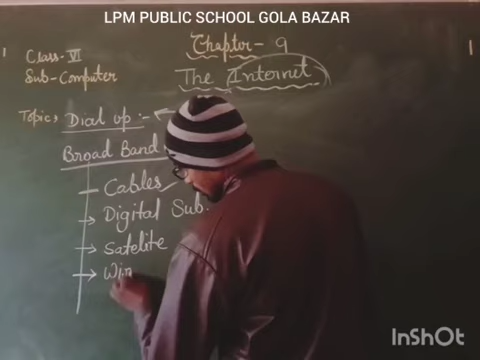 LPM PUBLIC SCHOOL GOLA BAZAR
Chapter - 9
Class - VI
Sub - Computer
The Internet
Topic :
Dial up :-
Broad Band
Cables
Digital Sub.
Satelite
InShOt